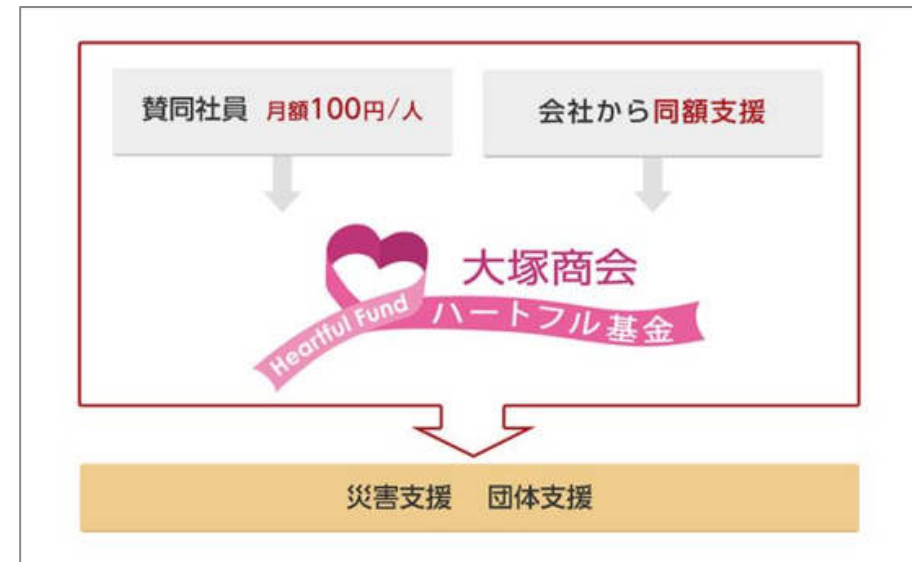 賛同社員 月額100円/人
会社から同額支援
大塚商会
Heartful Fund ハートフル基金
災害支援 団体支援